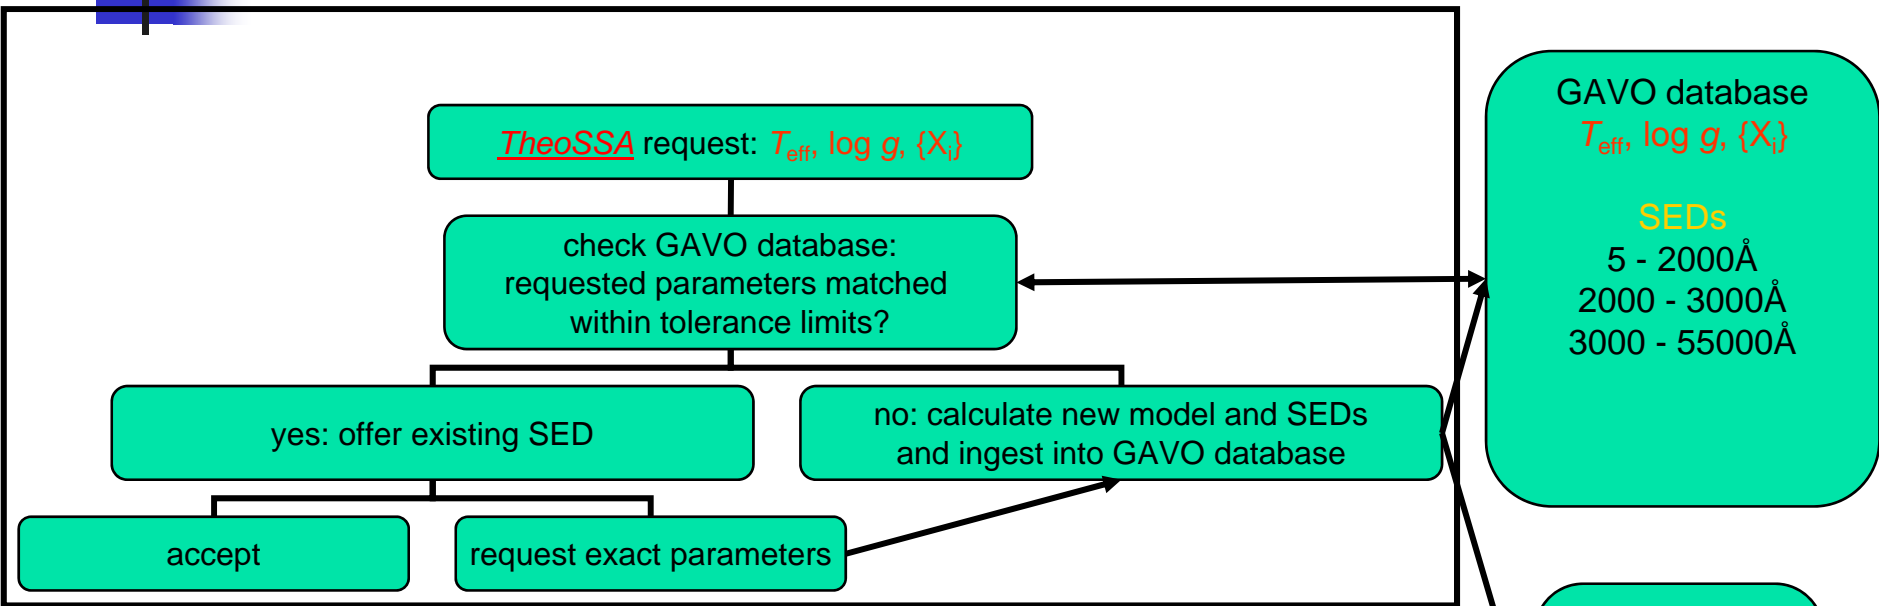 TheoSSA request: Teff, log g, {Xi}
check GAVO database:
requested parameters matched
within tolerance limits?
yes: offer existing SED
no: calculate new model and SEDs
and ingest into GAVO database
accept
request exact parameters
GAVO database
Teff, log g, {Xi}
SEDs
5 - 2000Å
2000 - 3000Å
3000 - 55000Å